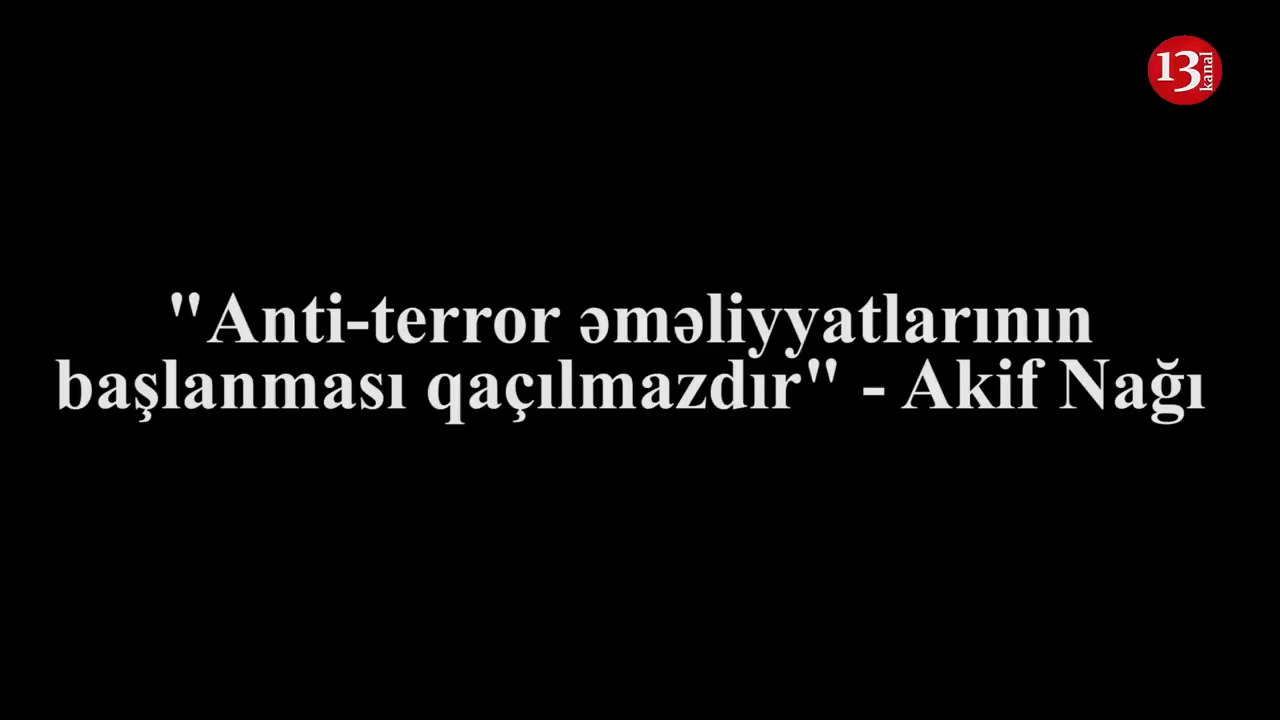 13 kanal
"Anti-terror əməliyyatlarının
başlanması qaçılmazdır" - Akif Nağı